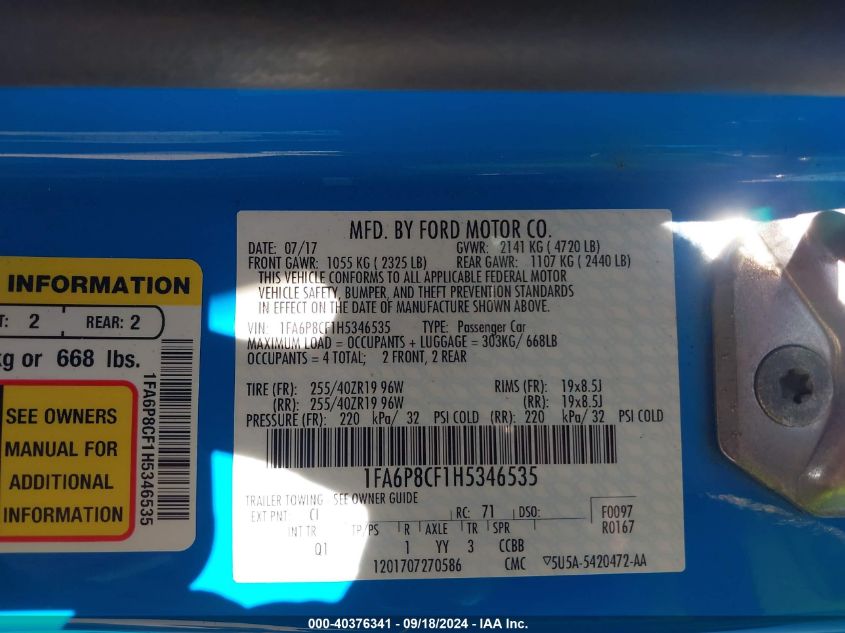 INFORMATION
T: 2 REAR: 2
kg or 668 lbs.
SEE OWNERS
MANUAL FOR
ADDITIONAL
INFORMATION
1FA6P8CF1H5346535
MFD. BY FORD MOTOR CO.
DATE: 07/17 GVWR: 2141 KG ( 4720 LB)
FRONT GAWR: 1055 KG ( 2325 LB) REAR GAWR: 1107 KG ( 2440 LB)
THIS VEHICLE CONFORMS TO ALL APPLICABLE FEDERAL MOTOR
VEHICLE SAFETY, BUMPER, AND THEFT PREVENTION STANDARDS
IN EFFECT ON THE DATE OF MANUFACTURE SHOWN ABOVE.
VIN: 1FA6P8CF1H5346535 TYPE: Passenger Car
MAXIMUM LOAD = OCCUPANTS + LUGGAGE = 303KG/ 668LB
OCCUPANTS = 4 TOTAL; 2 FRONT, 2 REAR
TIRE (FR): 255/40ZR19 96W RIMS (FR): 19x8.5J
(RR): 255/40ZR19 96W (RR): 19x8.5J
PRESSURE (FR): 220 kPa/ 32 PSI COLD (RR): 220 kPa/ 32 PSI COLD
1FA6P8CF1H5346535
TRAILER TOWING SEE OWNER GUIDE
EXT PNT: CI RC: 71 DSO: F0097
INT TR TP/PS R AXLE TR SPR R0167
Q1 1 YY 3 CCBB
1201707270586 CMC ▽5U5A-5420472-AA
000-40376341 - 09/18/2024 - IAA Inc.